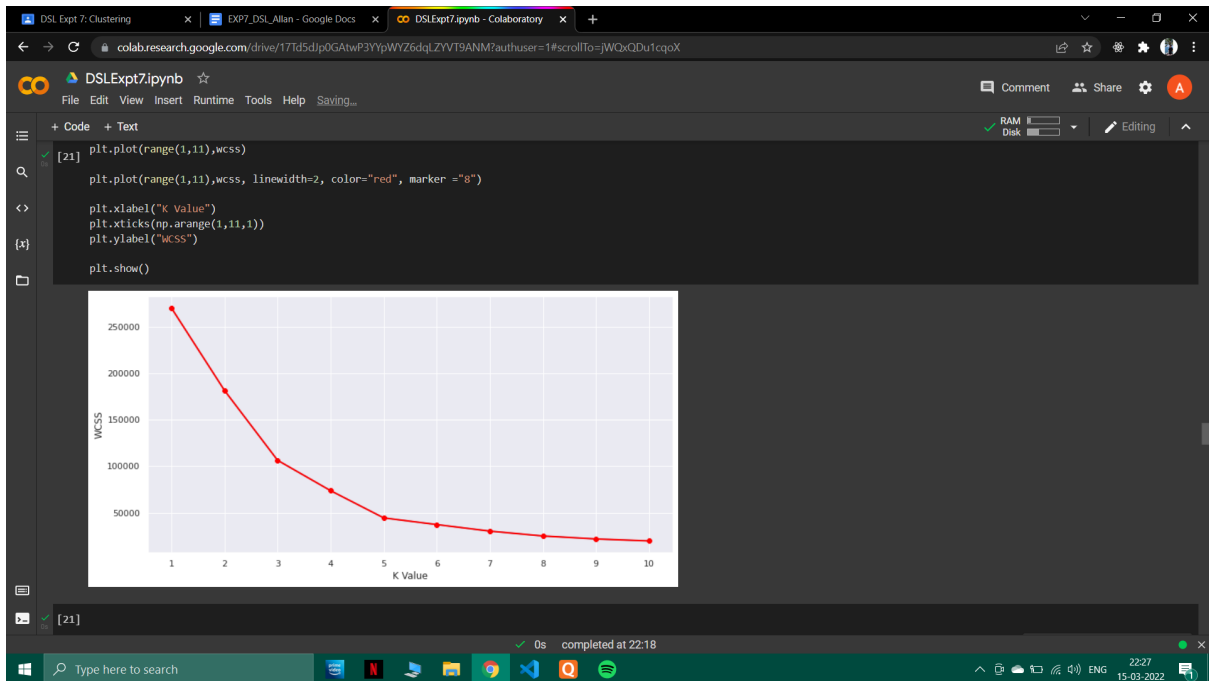 DSL Expt 7: Clustering
EXP7_DSL_Allan - Google Docs
DSLExpt7.ipynb - Colaboratory
colab.research.google.com/drive/17Td5dJp0GAtwP3YYpWYZ6dqLZYVT9ANM?authuser=1#scrollTo=jWQxQDu1cqoX
DSLExpt7.ipynb
Comment
Share
A
File Edit View Insert Runtime Tools Help Saving...
+ Code + Text
RAM
Disk
Editing
[21]
0s
plt.plot(range(1,11),wcss)
plt.plot(range(1,11),wcss, linewidth=2, color="red", marker ="8")
plt.xlabel("K Value")
plt.xticks(np.arange(1,11,1))
plt.ylabel("WCSS")
plt.show()
{x}
250000
200000
150000
100000
50000
WCSS
1 2 3 4 5 6 7 8 9 10
K Value
[21]
0s
0s completed at 22:18
Type here to search
prime video
N
Q
ENG
22:27
15-03-2022
1